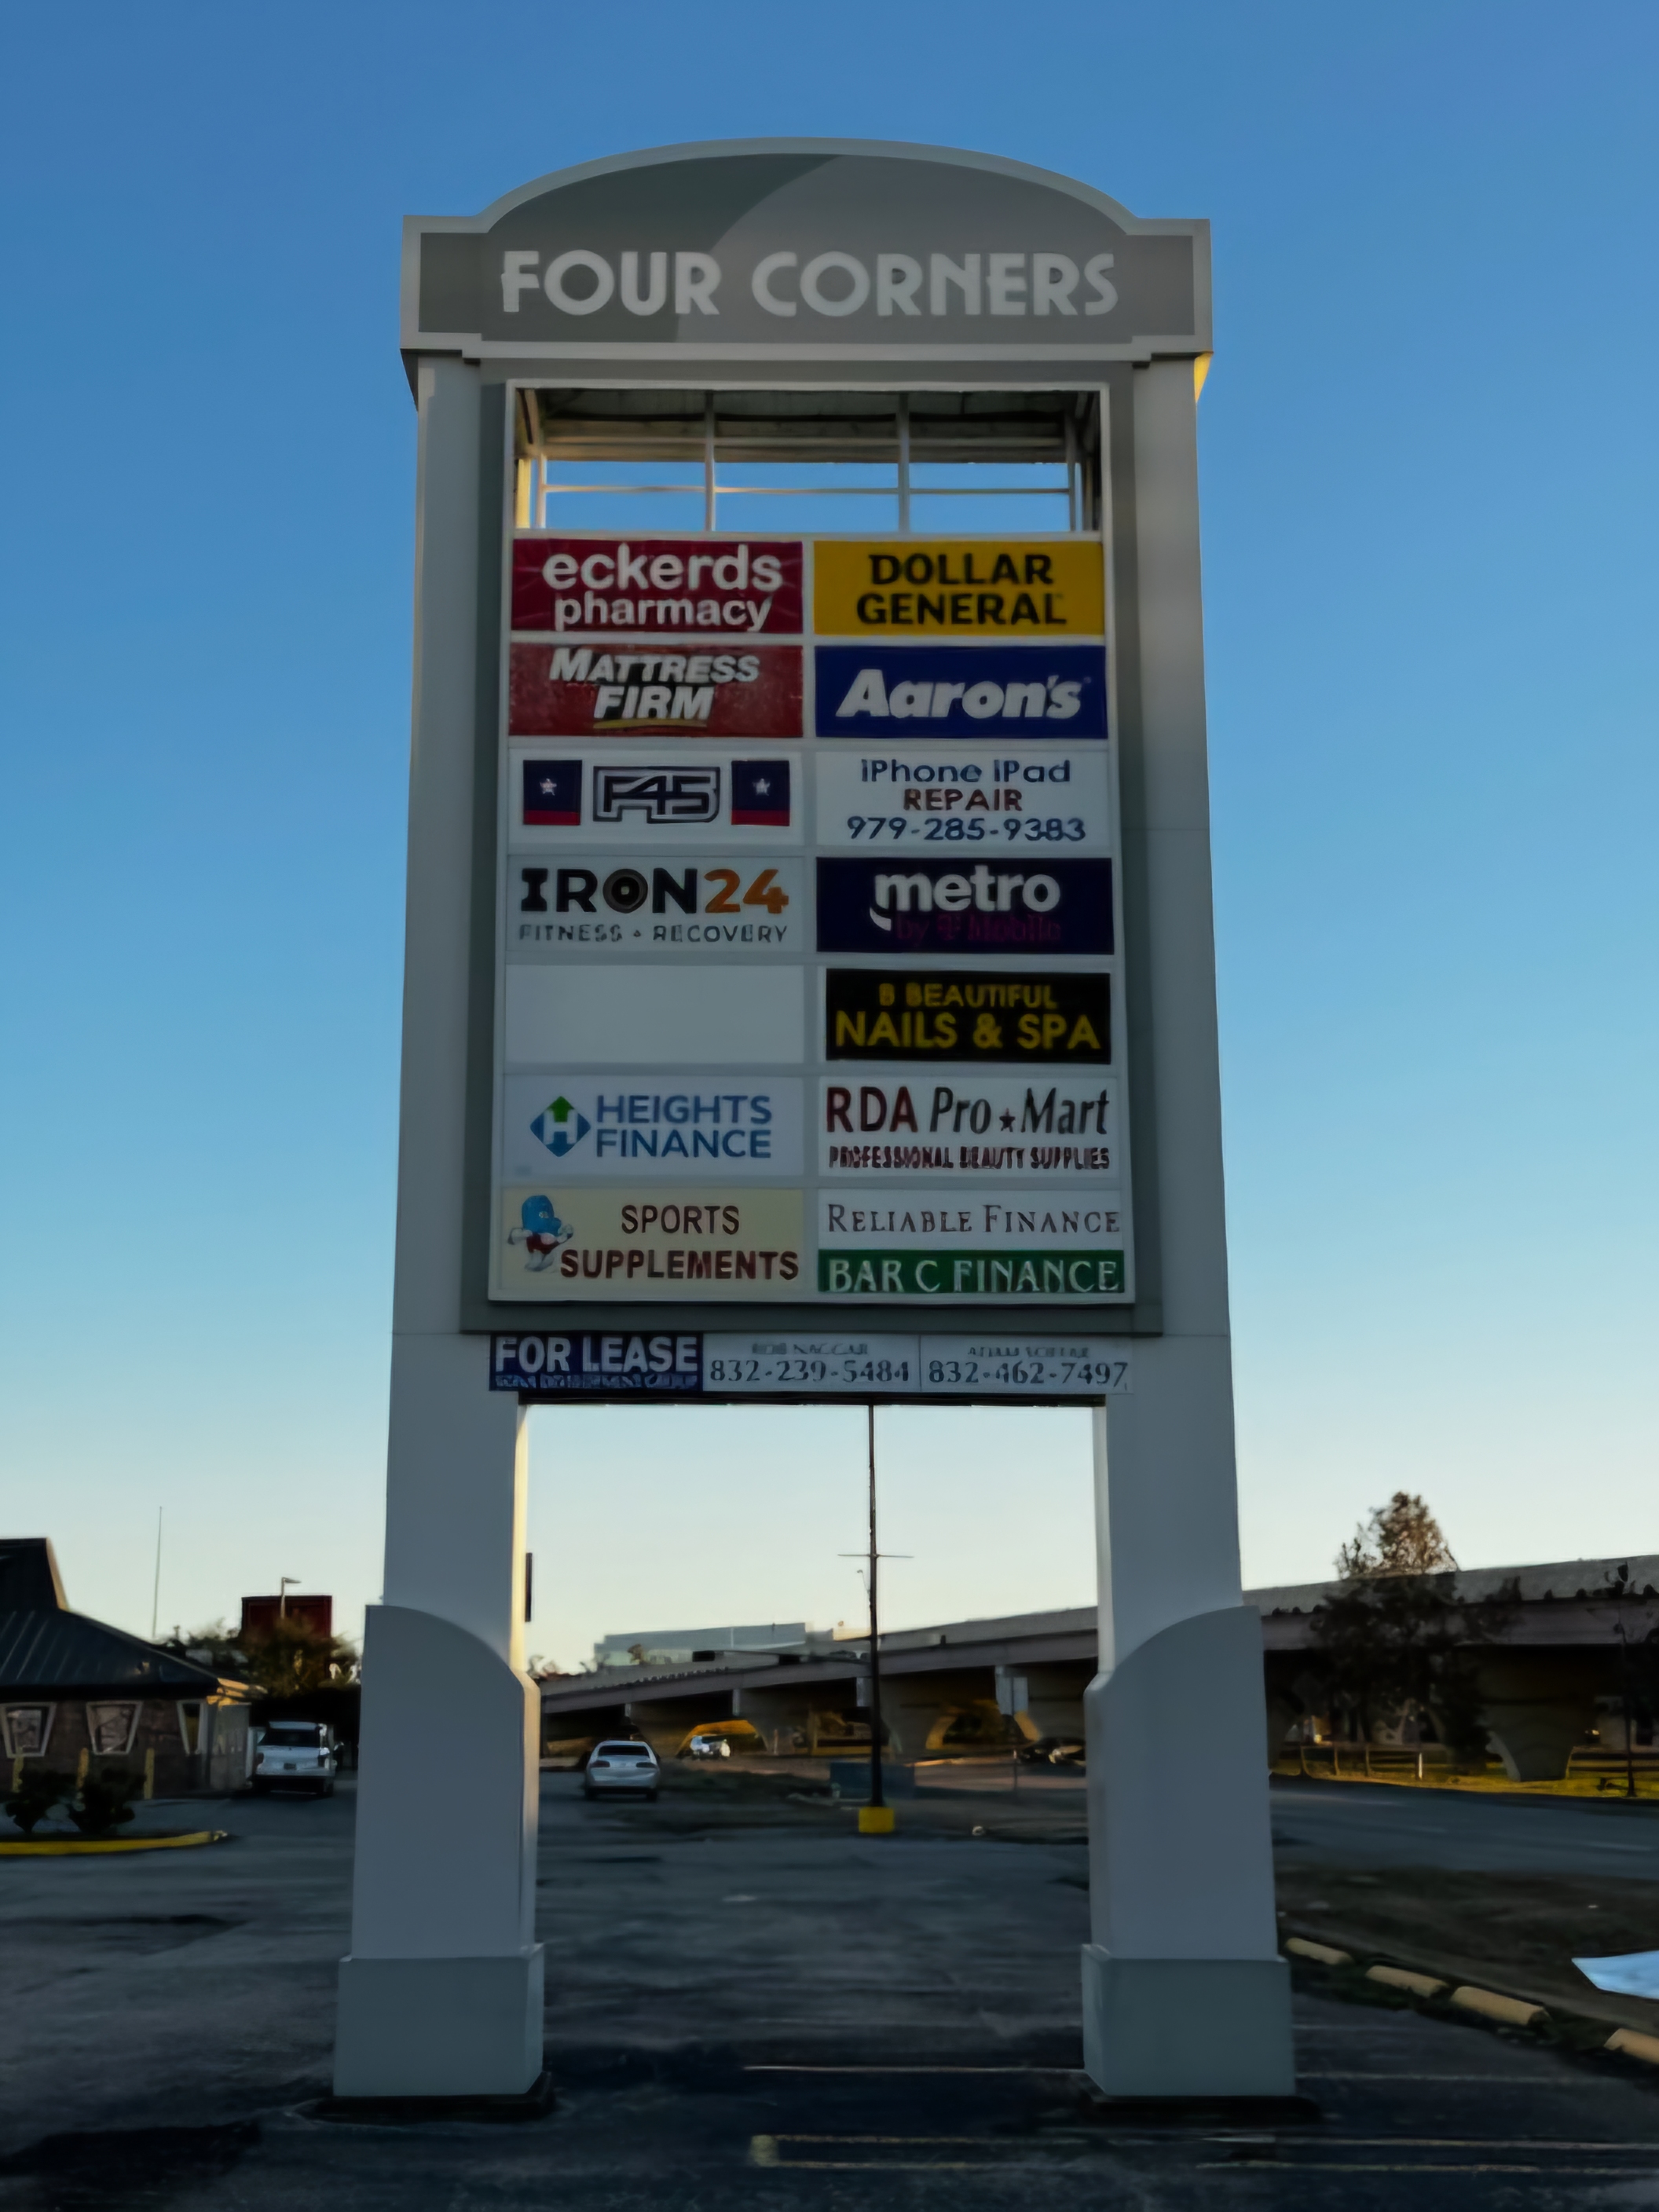 FOUR CORNERS
eckerds
pharmacy
DOLLAR
GENERAL
MATTRESS
FIRM
Aaron's
F45
iPhone iPad
REPAIR
979-285-9383
IRON24
FITNESS • RECOVERY
metro
by T Mobile
B BEAUTIFUL
NAILS & SPA
HEIGHTS
FINANCE
RDA Pro★Mart
PROFESSIONAL BEAUTY SUPPLIES
SPORTS
SUPPLEMENTS
RELIABLE FINANCE
BAR C FINANCE
FOR LEASE
832-239-5484
832-462-7497